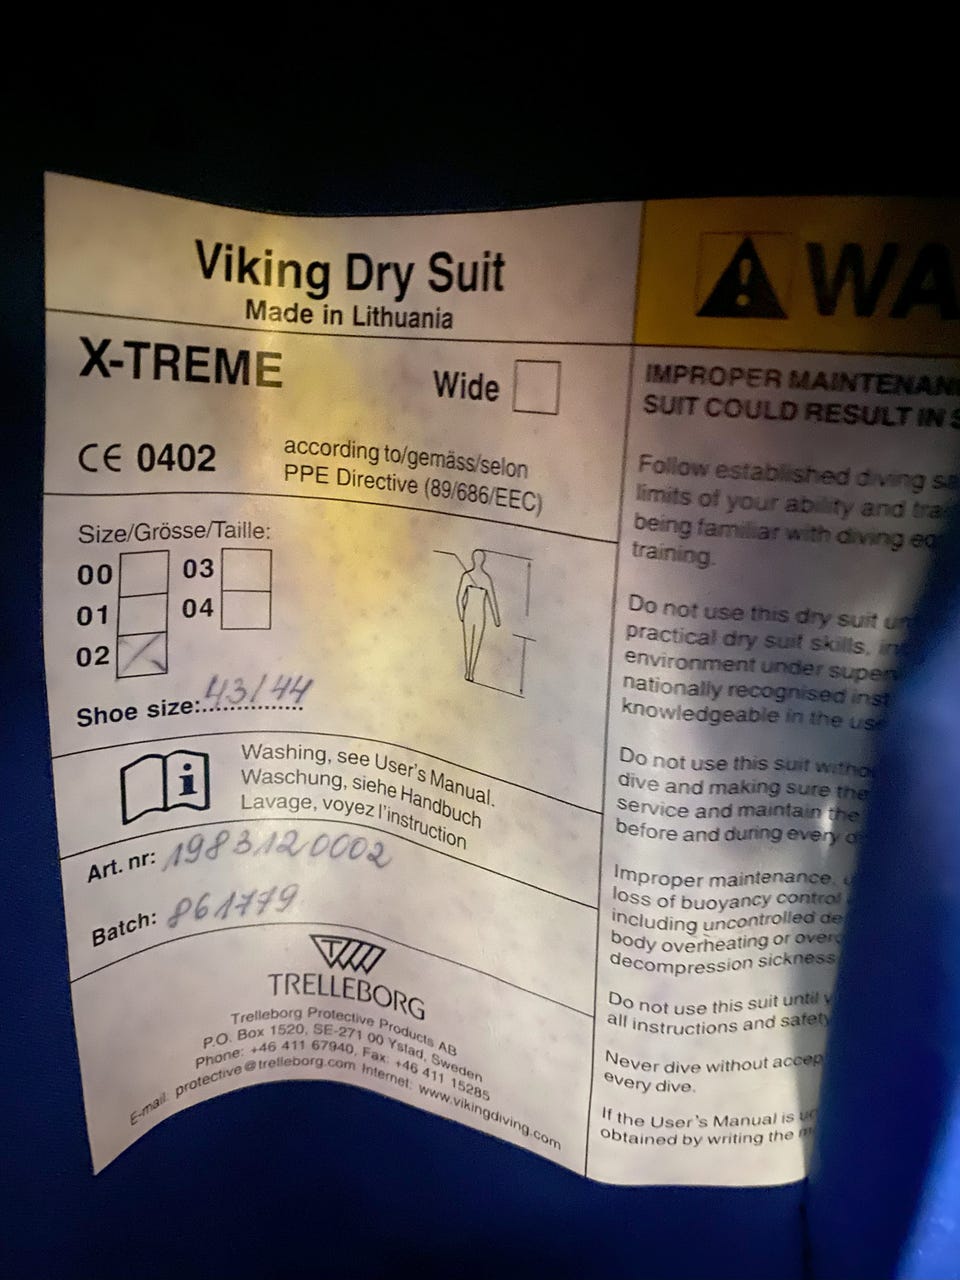 Viking Dry Suit
Made in Lithuania
X-TREME
Wide
CE 0402
according to/gemäss/selon
PPE Directive (89/686/EEC)
Size/Grösse/Taille:
00 03
01 04
02
Shoe size:43/44
Washing, see User's Manual.
Waschung, siehe Handbuch
Lavage, voyez l'instruction
Art. nr: 1983120002
Batch: 861779
TRELLEBORG
Trelleborg Protective Products AB
P.O. Box 1520, SE-271 00 Ystad, Sweden
Phone: +46 411 67940, Fax: +46 411 15285
E-mail: protective@trelleborg.com Internet: www.vikingdiving.com
WA
IMPROPER MAINTENAN
SUIT COULD RESULT IN
Follow established diving
limits of your ability and
being familiar with diving
training.
Do not use this dry suit
practical dry suit skills,
environment under
nationally recognised
knowledgeable in the
Do not use this suit
dive and making sure the
service and maintain the
before and during every
Improper maintenance,
loss of buoyancy control
including uncontrolled
body overheating or
decompression sickness
Do not use this suit until
all instructions and safety
Never dive without
every dive.
If the User's Manual is
obtained by writing the